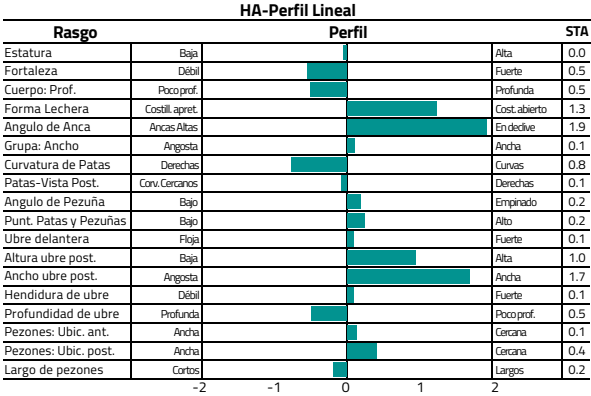 HA-Perfil Lineal
Rasgo Perfil STA
Estatura Baja Alta 0.0
Fortaleza Débil Fuerte 0.5
Cuerpo: Prof. Poco prof. Profunda 0.5
Forma Lechera Costill. apret. Cost. abierto 1.3
Angulo de Anca Ancas Altas En declive 1.9
Grupa: Ancho Angosta Ancha 0.1
Curvatura de Patas Derechas Curvas 0.8
Patas-Vista Post. Corv. Cercanos Derechas 0.1
Angulo de Pezuña Bajo Empinado 0.2
Punt. Patas y Pezuñas Bajo Alto 0.2
Ubre delantera Floja Fuerte 0.1
Altura ubre post. Baja Alta 1.0
Ancho ubre post. Angosta Ancha 1.7
Hendidura de ubre Débil Fuerte 0.1
Profundidad de ubre Profunda Poco prof. 0.5
Pezones: Ubic. ant. Ancha Cercana 0.1
Pezones: Ubic. post. Ancha Cercana 0.4
Largo de pezones Cortos Largos 0.2
-2 -1 0 1 2